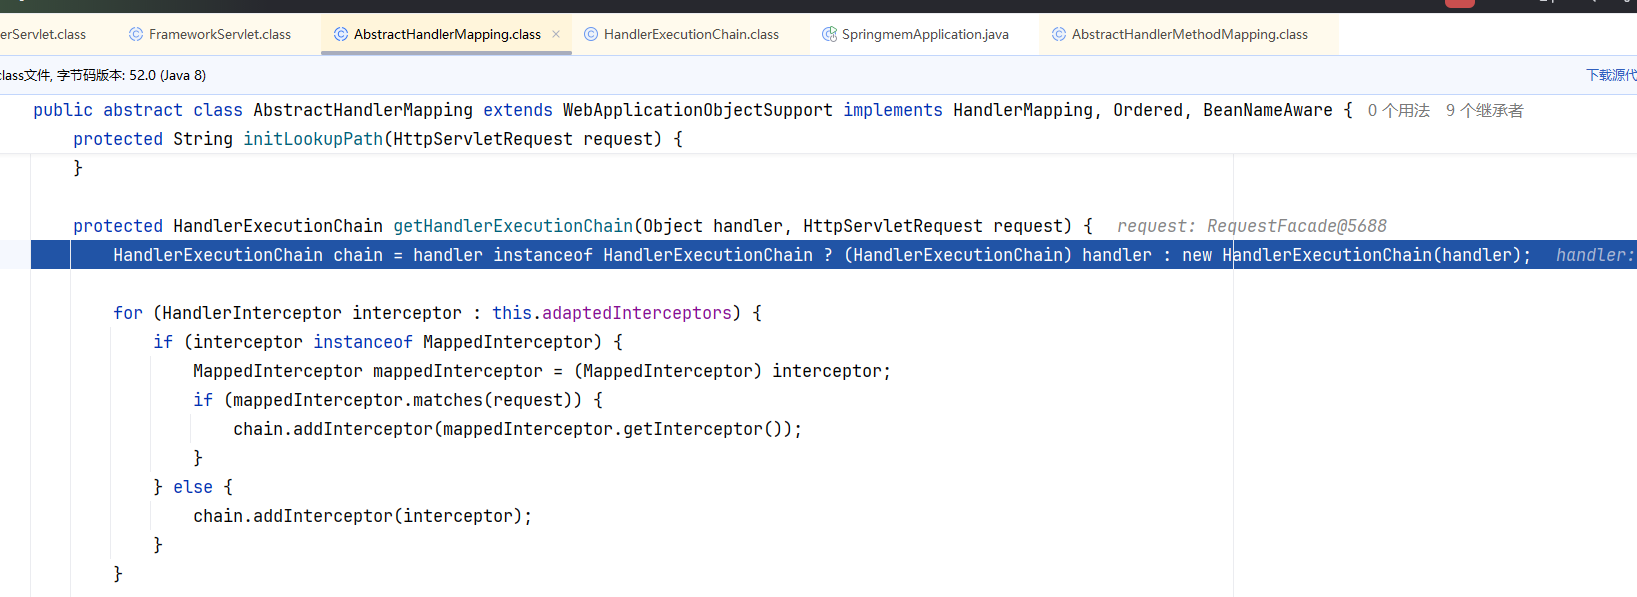 erServlet.class FrameworkServlet.class AbstractHandlerMapping.class HandlerExecutionChain.class SpringmemApplication.java AbstractHandlerMethodMapping.class
class文件, 字节码版本: 52.0 (Java 8) 下载源代
public abstract class AbstractHandlerMapping extends WebApplicationObjectSupport implements HandlerMapping, Ordered, BeanNameAware { 0 个用法 9 个继承者
protected String initLookupPath(HttpServletRequest request) {
}
protected HandlerExecutionChain getHandlerExecutionChain(Object handler, HttpServletRequest request) { request: RequestFacade@5688
HandlerExecutionChain chain = handler instanceof HandlerExecutionChain ? (HandlerExecutionChain) handler : new HandlerExecutionChain(handler); handler:
for (HandlerInterceptor interceptor : this.adaptedInterceptors) {
if (interceptor instanceof MappedInterceptor) {
MappedInterceptor mappedInterceptor = (MappedInterceptor) interceptor;
if (mappedInterceptor.matches(request)) {
chain.addInterceptor(mappedInterceptor.getInterceptor());
}
} else {
chain.addInterceptor(interceptor);
}
}